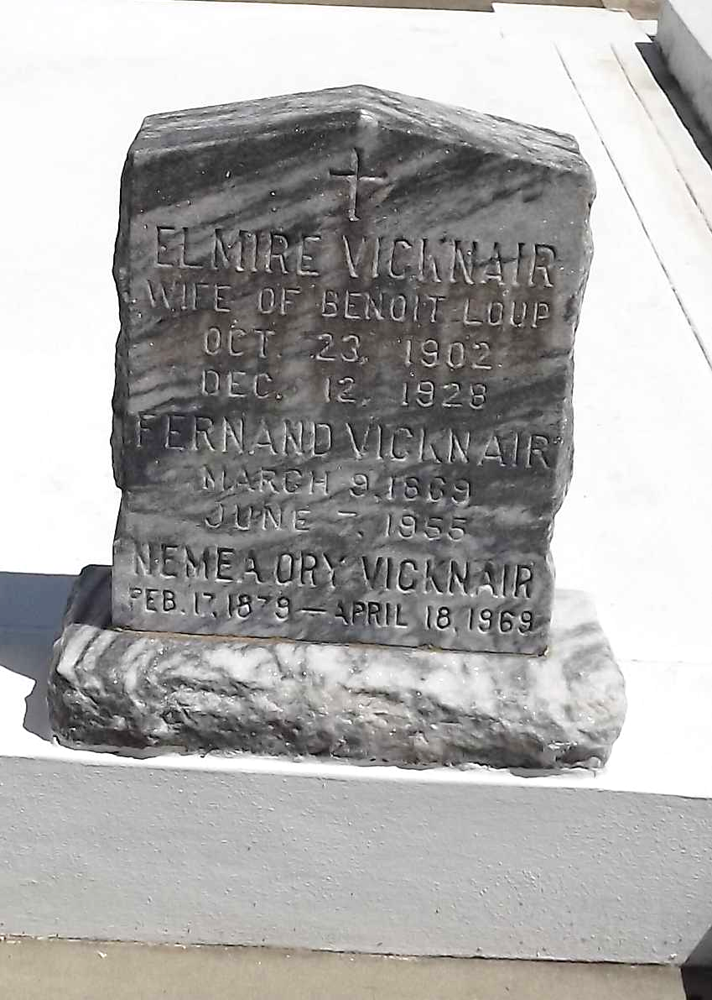 ELMIRE VICKNAIR
WIFE OF BENOIT LOUP
OCT. 23, 1902
DEC. 12, 1928
FERNAND VICKNAIR
MARCH 9, 1869
JUNE 7, 1955
NEMEA ORY VICKNAIR
FEB. 17, 1879 — APRIL 18, 1969